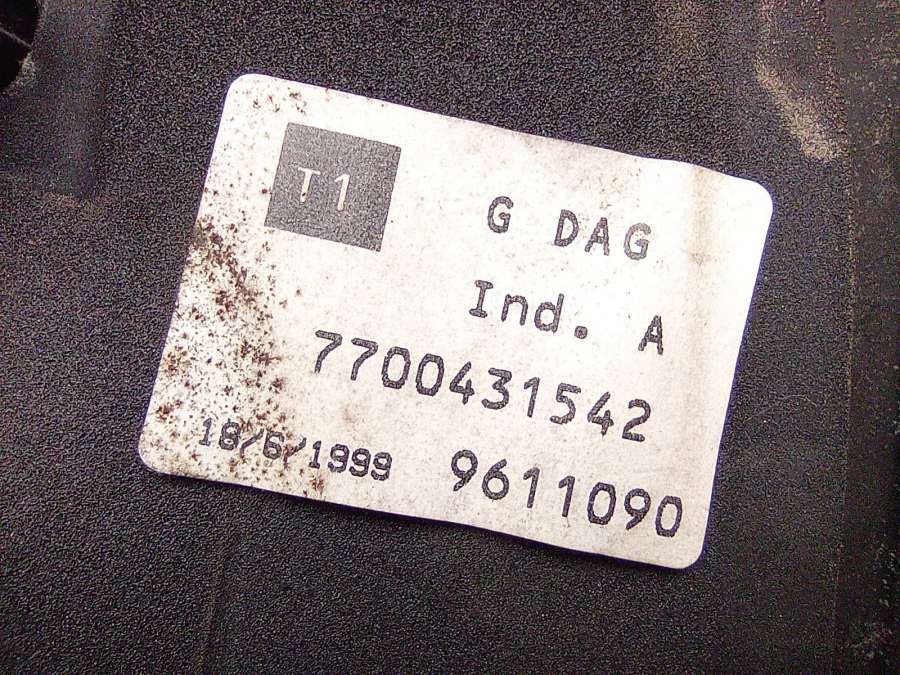 T1
G DAG
Ind. A
7700431542
18/6/1999 9611090